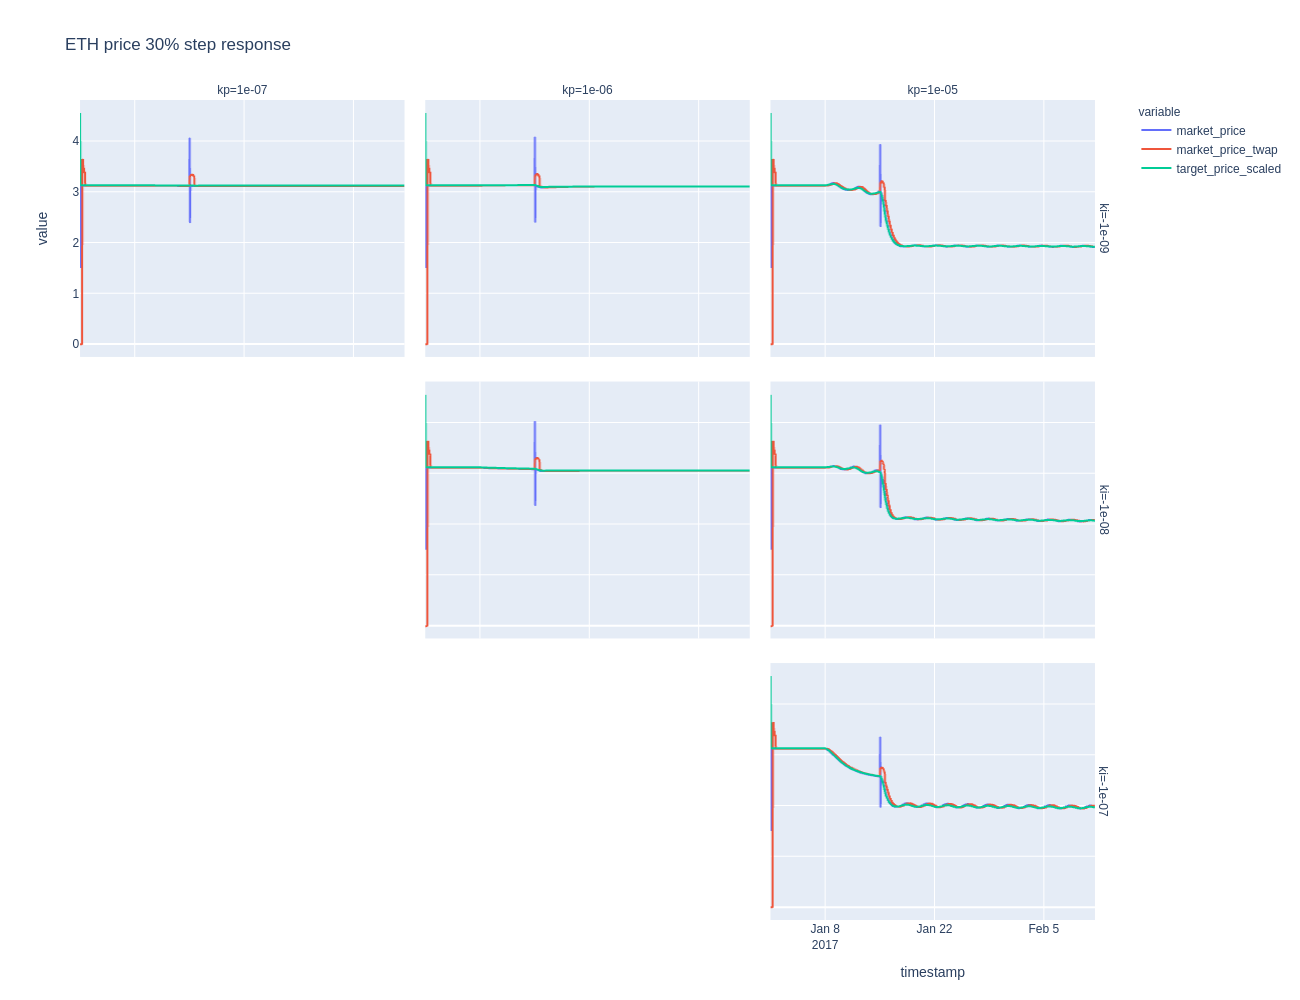 ETH price 30% step response
kp=1e-07
kp=1e-06
kp=1e-05
variable
market_price
market_price_twap
target_price_scaled
4
3
2
1
0
value
ki=-1e-09
ki=-1e-08
ki=-1e-07
Jan 8
2017
Jan 22
Feb 5
timestamp